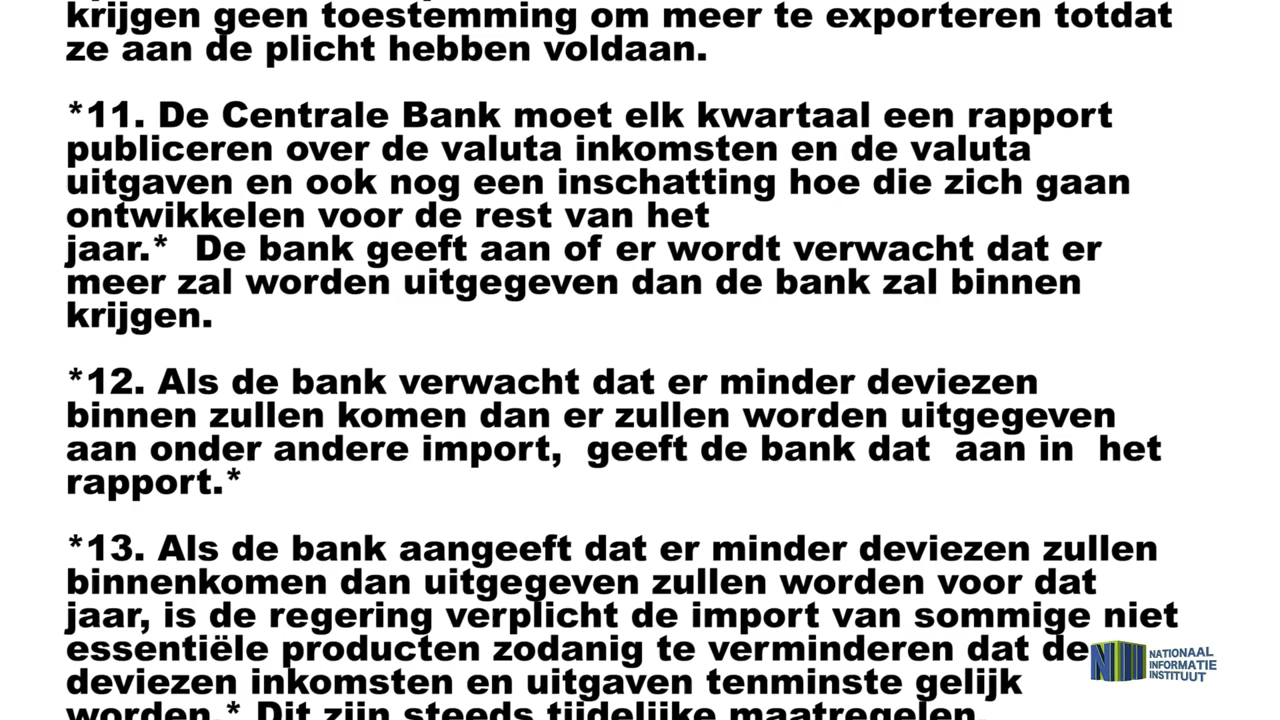 krijgen geen toestemming om meer te exporteren totdat
ze aan de plicht hebben voldaan.
*11. De Centrale Bank moet elk kwartaal een rapport
publiceren over de valuta inkomsten en de valuta
uitgaven en ook nog een inschatting hoe die zich gaan
ontwikkelen voor de rest van het
jaar.*  De bank geeft aan of er wordt verwacht dat er
meer zal worden uitgegeven dan de bank zal binnen
krijgen.
*12. Als de bank verwacht dat er minder deviezen
binnen zullen komen dan er zullen worden uitgegeven
aan onder andere import,  geeft de bank dat  aan in  het
rapport.*
*13. Als de bank aangeeft dat er minder deviezen zullen
binnenkomen dan uitgegeven zullen worden voor dat
jaar, is de regering verplicht de import van sommige niet
essentiële producten zodanig te verminderen dat de
deviezen inkomsten en uitgaven tenminste gelijk
worden.* Dit zijn steeds tijdelijke maatregelen.
NII
NATIONAAL
INFORMATIE
INSTITUUT